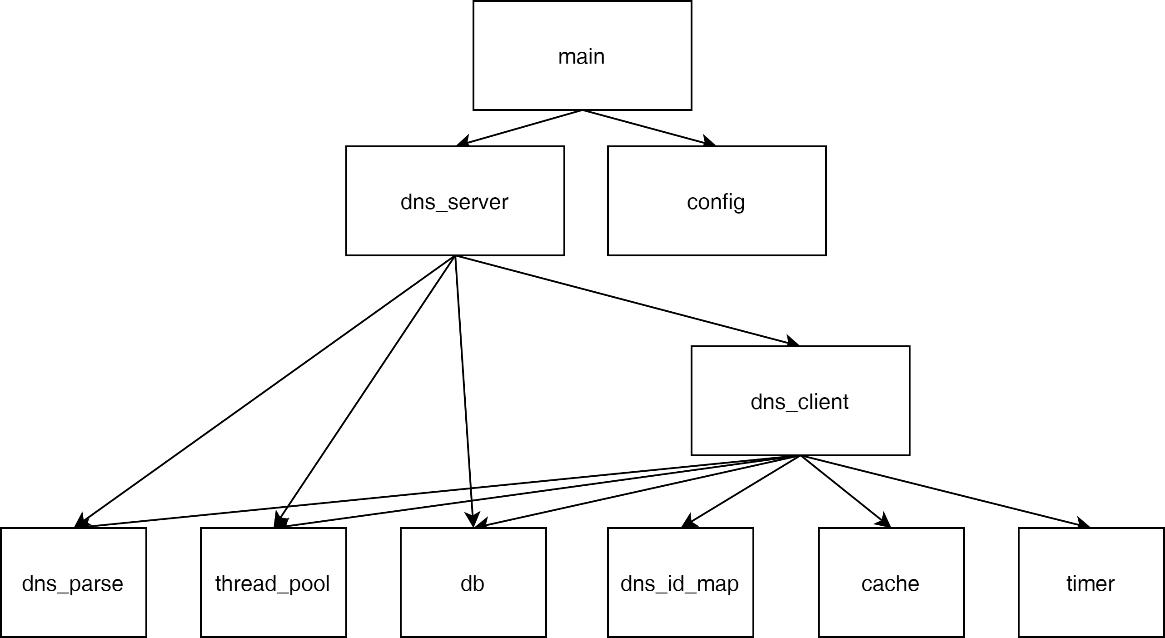 main
dns_server
config
dns_client
dns_parse
thread_pool
db
dns_id_map
cache
timer